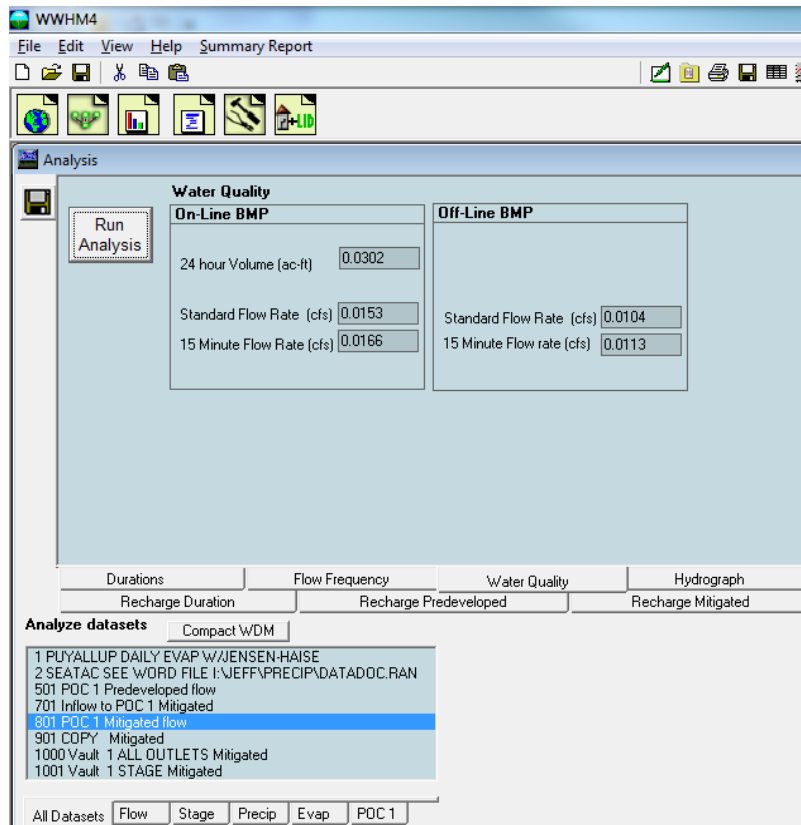 WWHM4
File Edit View Help Summary Report
+LID
Analysis
Run
Analysis
Water Quality
On-Line BMP
24 hour Volume (ac-ft) 0.0302
Standard Flow Rate (cfs) 0.0153
15 Minute Flow Rate (cfs) 0.0166
Off-Line BMP
Standard Flow Rate (cfs) 0.0104
15 Minute Flow rate (cfs) 0.0113
Durations Flow Frequency Water Quality Hydrograph
Recharge Duration Recharge Predeveloped Recharge Mitigated
Analyze datasets Compact WDM
1 PUYALLUP DAILY EVAP W/JENSEN-HAISE
2 SEATAC SEE WORD FILE I:\JEFF\PRECIP\DATADOC.RAN
501 POC 1 Predeveloped flow
701 Inflow to POC 1 Mitigated
801 POC 1 Mitigated flow
901 COPY Mitigated
1000 Vault 1 ALL OUTLETS Mitigated
1001 Vault 1 STAGE Mitigated
All Datasets Flow Stage Precip Evap POC 1